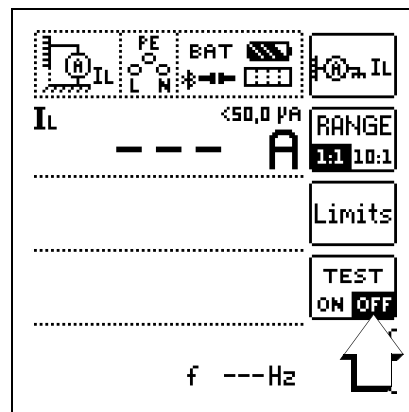 IL
PE
L N
BAT
A IL
<50,0 µA
IL
--- A
RANGE
1:1 10:1
Limits
TEST
ON OFF
f ---Hz